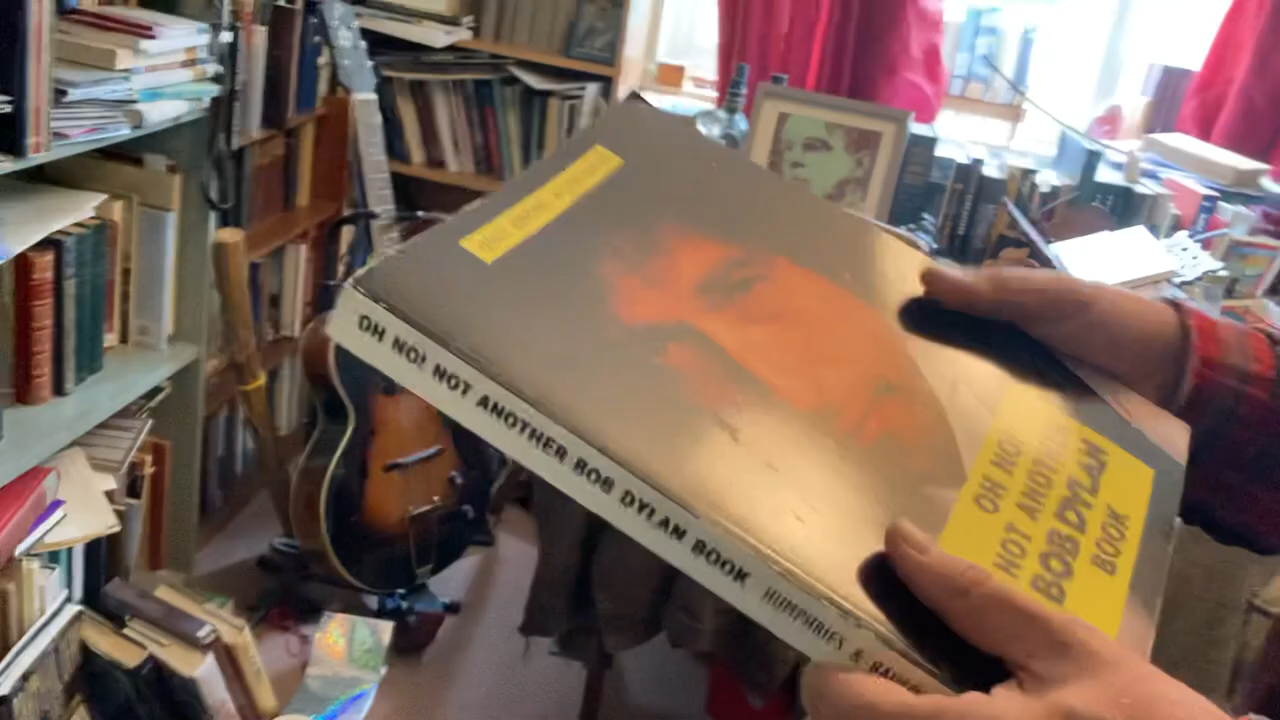 OH NO! NOT ANOTHER BOB DYLAN BOOK HUMPHRIES &
OH NO!
NOT ANOTHER
BOB DYLAN
BOOK